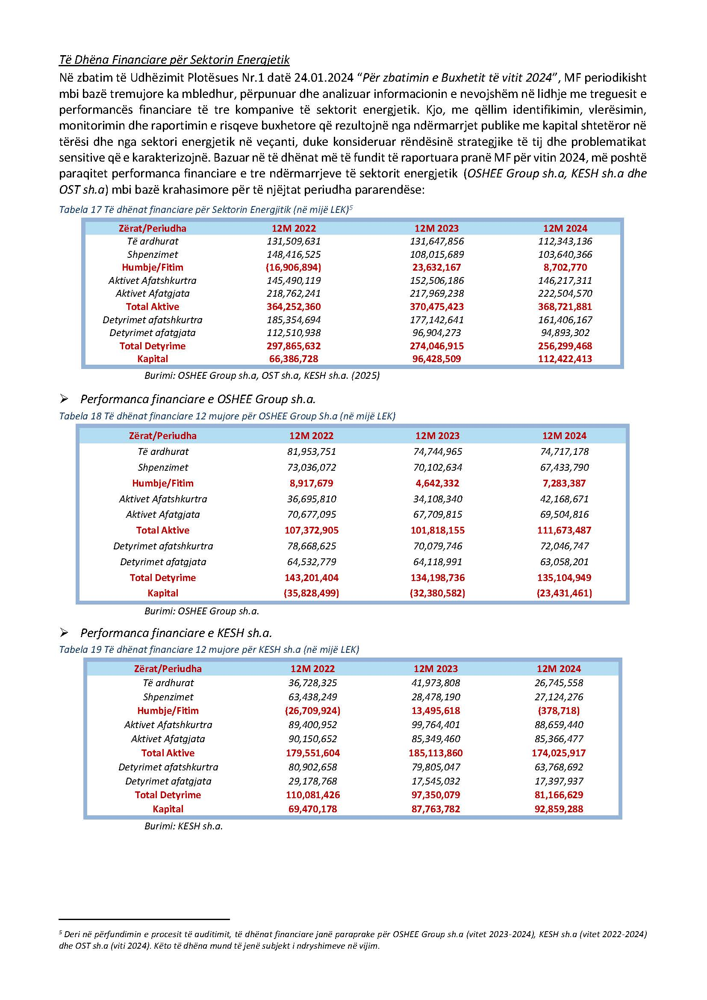 Të Dhëna Financiare për Sektorin Energjetik
Në zbatim të Udhëzimit Plotësues Nr.1 datë 24.01.2024 “Për zbatimin e Buxhetit të vitit 2024”, MF periodikisht
mbi bazë tremujore ka mbledhur, përpunuar dhe analizuar informacionin e nevojshëm në lidhje me treguesit e
performancës financiare të tre kompanive të sektorit energjetik. Kjo, me qëllim identifikimin, vlerësimin,
monitorimin dhe raportimin e risqeve buxhetore që rezultojnë nga ndërmarrjet publike me kapital shtetëror në
tërësi dhe nga sektori energjetik në veçanti, duke konsideruar rëndësinë strategjike të tij dhe problematikat
sensitive që e karakterizojnë. Bazuar në të dhënat më të fundit të raportuara pranë MF për vitin 2024, më poshtë
paraqitet performanca financiare e tre ndërmarrjeve të sektorit energjetik (OSHEE Group sh.a, KESH sh.a dhe
OST sh.a) mbi bazë krahasimore për të njëjtat periudha pararendëse:
Tabela 17 Të dhënat financiare për Sektorin Energjitik (në mijë LEK)5
Zërat/Periudha 12M 2022 12M 2023 12M 2024
Të ardhurat 131,509,631 131,647,856 112,343,136
Shpenzimet 148,416,525 108,015,689 103,640,366
Humbje/Fitim (16,906,894) 23,632,167 8,702,770
Aktivet Afatshkurtra 145,490,119 152,506,186 146,217,311
Aktivet Afatgjata 218,762,241 217,969,238 222,504,570
Total Aktive 364,252,360 370,475,423 368,721,881
Detyrimet afatshkurtra 185,354,694 177,142,641 161,406,167
Detyrimet afatgjata 112,510,938 96,904,273 94,893,302
Total Detyrime 297,865,632 274,046,915 256,299,468
Kapital 66,386,728 96,428,509 112,422,413
Burimi: OSHEE Group sh.a, OST sh.a, KESH sh.a. (2025)
➢ Performanca financiare e OSHEE Group sh.a.
Tabela 18 Të dhënat financiare 12 mujore për OSHEE Group Sh.a (në mijë LEK)
Zërat/Periudha 12M 2022 12M 2023 12M 2024
Të ardhurat 81,953,751 74,744,965 74,717,178
Shpenzimet 73,036,072 70,102,634 67,433,790
Humbje/Fitim 8,917,679 4,642,332 7,283,387
Aktivet Afatshkurtra 36,695,810 34,108,340 42,168,671
Aktivet Afatgjata 70,677,095 67,709,815 69,504,816
Total Aktive 107,372,905 101,818,155 111,673,487
Detyrimet afatshkurtra 78,668,625 70,079,746 72,046,747
Detyrimet afatgjata 64,532,779 64,118,991 63,058,201
Total Detyrime 143,201,404 134,198,736 135,104,949
Kapital (35,828,499) (32,380,582) (23,431,461)
Burimi: OSHEE Group sh.a.
➢ Performanca financiare e KESH sh.a.
Tabela 19 Të dhënat financiare 12 mujore për KESH sh.a (në mijë LEK)
Zërat/Periudha 12M 2022 12M 2023 12M 2024
Të ardhurat 36,728,325 41,973,808 26,745,558
Shpenzimet 63,438,249 28,478,190 27,124,276
Humbje/Fitim (26,709,924) 13,495,618 (378,718)
Aktivet Afatshkurtra 89,400,952 99,764,401 88,659,440
Aktivet Afatgjata 90,150,652 85,349,460 85,366,477
Total Aktive 179,551,604 185,113,860 174,025,917
Detyrimet afatshkurtra 80,902,658 79,805,047 63,768,692
Detyrimet afatgjata 29,178,768 17,545,032 17,397,937
Total Detyrime 110,081,426 97,350,079 81,166,629
Kapital 69,470,178 87,763,782 92,859,288
Burimi: KESH sh.a.
5 Deri në përfundimin e procesit të auditimit, të dhënat financiare janë paraprake për OSHEE Group sh.a (vitet 2023-2024), KESH sh.a (vitet 2022-2024)
dhe OST sh.a (viti 2024). Këto të dhëna mund të jenë subjekt i ndryshimeve në vijim.